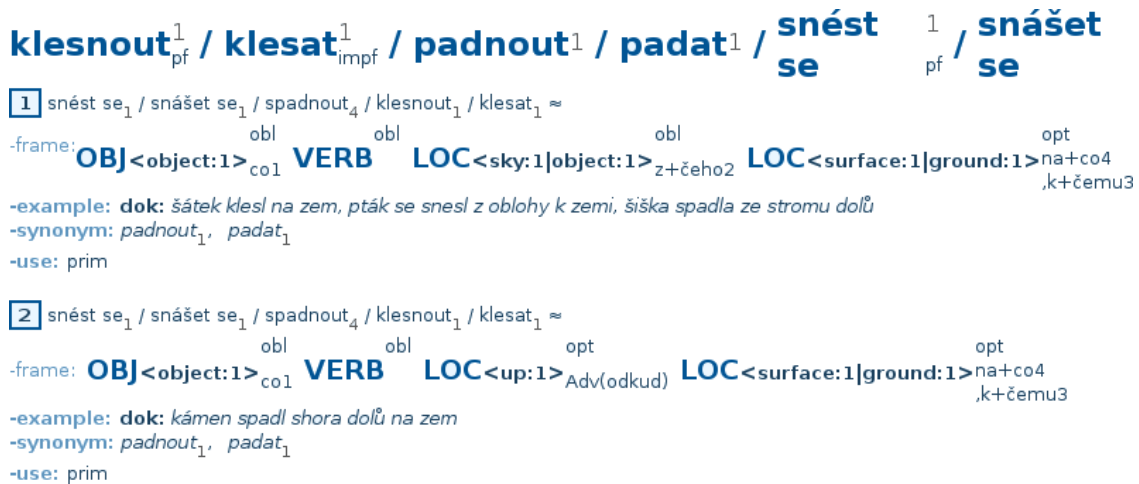 klesnout1pf / klesat1impf / padnout1 / padat1 / snést se 1pf / snášet se
1 snést se1 / snášet se1 / spadnout4 / klesnout1 / klesat1 ≈
-frame: OBJ<object:1>obl co1 VERBobl LOC<sky:1|object:1>obl z+čeho2 LOC<surface:1|ground:1>opt na+co4 ,k+čemu3
-example: dok: šátek klesl na zem, pták se snesl z oblohy k zemi, šiška spadla ze stromu dolů
-synonym: padnout1, padat1
-use: prim
2 snést se1 / snášet se1 / spadnout4 / klesnout1 / klesat1 ≈
-frame: OBJ<object:1>obl co1 VERBobl LOC<up:1>opt Adv(odkud) LOC<surface:1|ground:1>opt na+co4 ,k+čemu3
-example: dok: kámen spadl shora dolů na zem
-synonym: padnout1, padat1
-use: prim